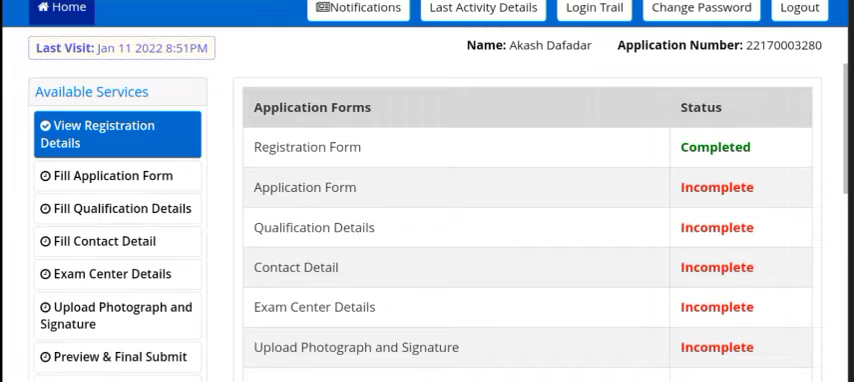 Home
Notifications
Last Activity Details
Login Trail
Change Password
Logout
Last Visit: Jan 11 2022 8:51PM
Name: Akash Dafadar Application Number: 22170003280
Available Services
View Registration
Details
Fill Application Form
Fill Qualification Details
Fill Contact Detail
Exam Center Details
Upload Photograph and
Signature
Preview & Final Submit
Application Forms Status
Registration Form Completed
Application Form Incomplete
Qualification Details Incomplete
Contact Detail Incomplete
Exam Center Details Incomplete
Upload Photograph and Signature Incomplete